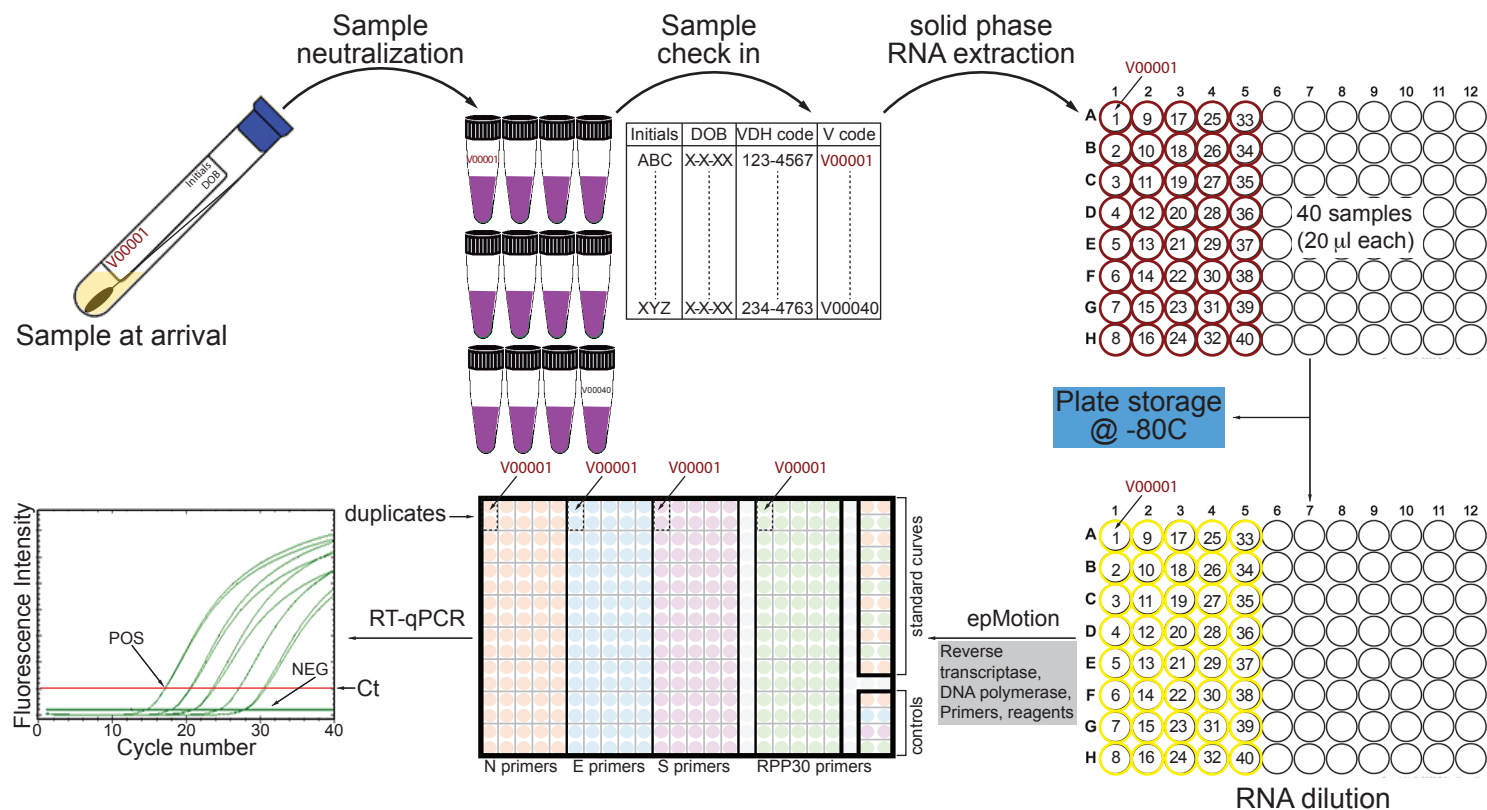 Sample
neutralization
Sample
check in
solid phase
RNA extraction
Initials
DOB
V00001
Sample at arrival
V00001
V00040
Initials DOB VDH code V code
ABC X-X-XX 123-4567 V00001
XYZ X-X-XX 234-4763 V00040
V00001
1 2 3 4 5 6 7 8 9 10 11 12
A 1 9 17 25 33
B 2 10 18 26 34
C 3 11 19 27 35
D 4 12 20 28 36
E 5 13 21 29 37
F 6 14 22 30 38
G 7 15 23 31 39
H 8 16 24 32 40
40 samples
(20 µl each)
Plate storage
@ -80C
V00001
1 2 3 4 5 6 7 8 9 10 11 12
A 1 9 17 25 33
B 2 10 18 26 34
C 3 11 19 27 35
D 4 12 20 28 36
E 5 13 21 29 37
F 6 14 22 30 38
G 7 15 23 31 39
H 8 16 24 32 40
RNA dilution
epMotion
Reverse
transcriptase,
DNA polymerase,
Primers, reagents
V00001 V00001 V00001 V00001
duplicates
standard curves
controls
N primers E primers S primers RPP30 primers
RT-qPCR
Fluorescence Intensity
POS
NEG
Ct
0 10 20 30 40
Cycle number